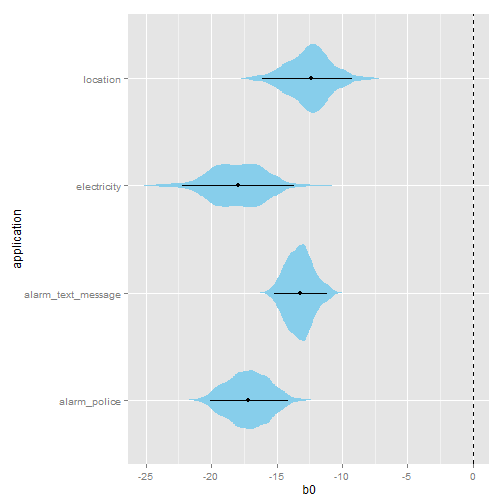 location
electricity
alarm_text_message
alarm_police
application
-25 -20 -15 -10 -5 0
b0